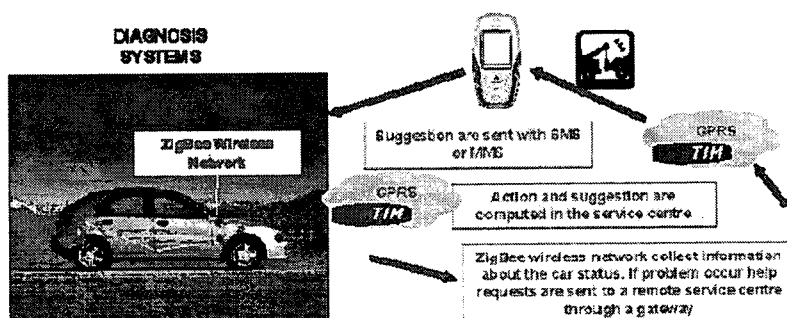 DIAGNOSIS
SYSTEMS
ZigBee Wireless
Network
Suggestion are sent with SMS
or MMS
GPRS
TIM
GPRS
TIM
Action and suggestion are
computed in the service centre
ZigBee wireless network collect information
about the car status. If problem occur help
requests are sent to a remote service centre
through a gateway